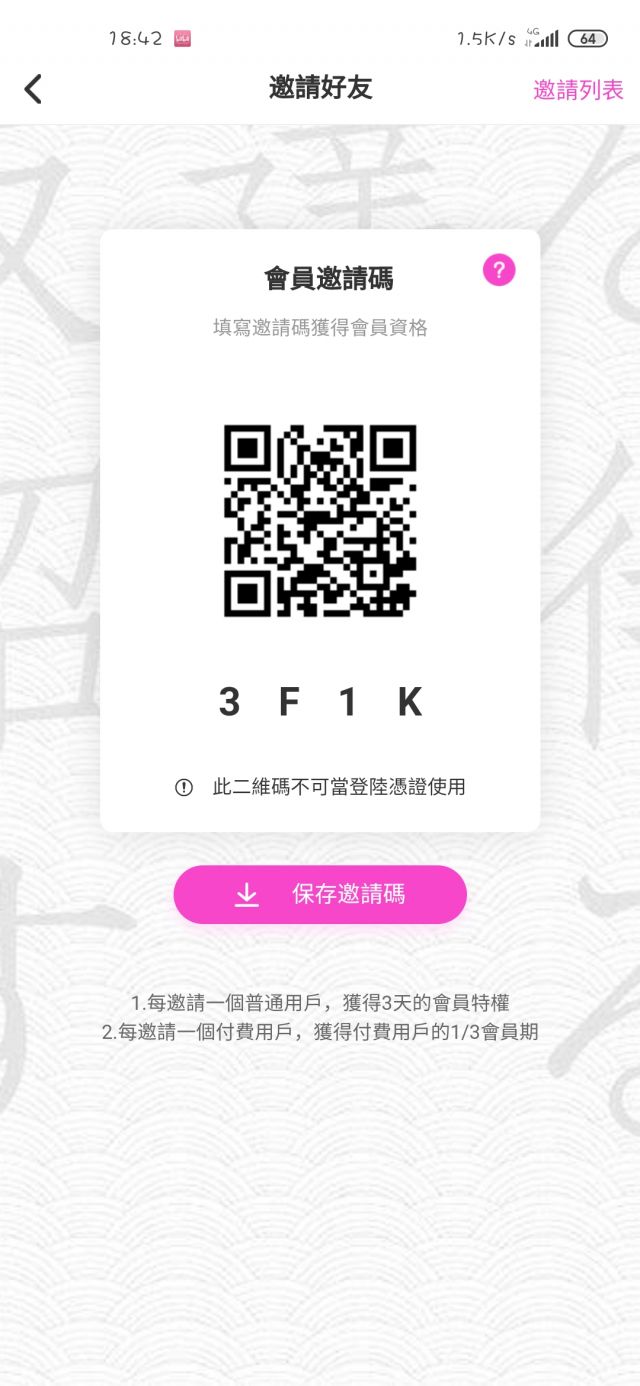 18:42
1.5K/s 4G 64
邀請好友
邀請列表
會員邀請碼
?
填寫邀請碼獲得會員資格
3 F 1 K
此二維碼不可當登陸憑證使用
保存邀請碼
1.每邀請一個普通用戶，獲得3天的會員特權
2.每邀請一個付費用戶，獲得付費用戶的1/3會員期